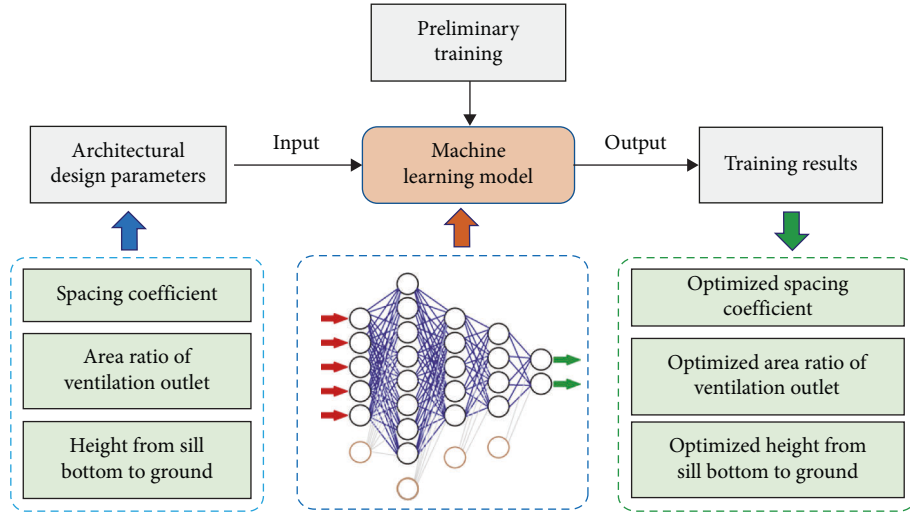 Preliminary
training
Input
Output
Architectural
design parameters
Machine
learning model
Training results
Spacing coefficient
Area ratio of
ventilation outlet
Height from sill
bottom to ground
Optimized spacing
coefficient
Optimized area ratio of
ventilation outlet
Optimized height from
sill bottom to ground